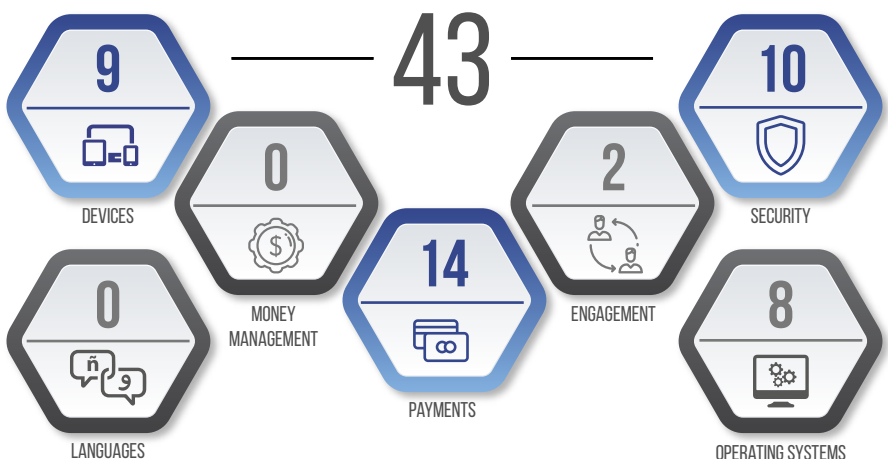 43
9
DEVICES
0
MONEY
MANAGEMENT
14
PAYMENTS
2
ENGAGEMENT
10
SECURITY
0
ñ
و
LANGUAGES
8
OPERATING SYSTEMS
$